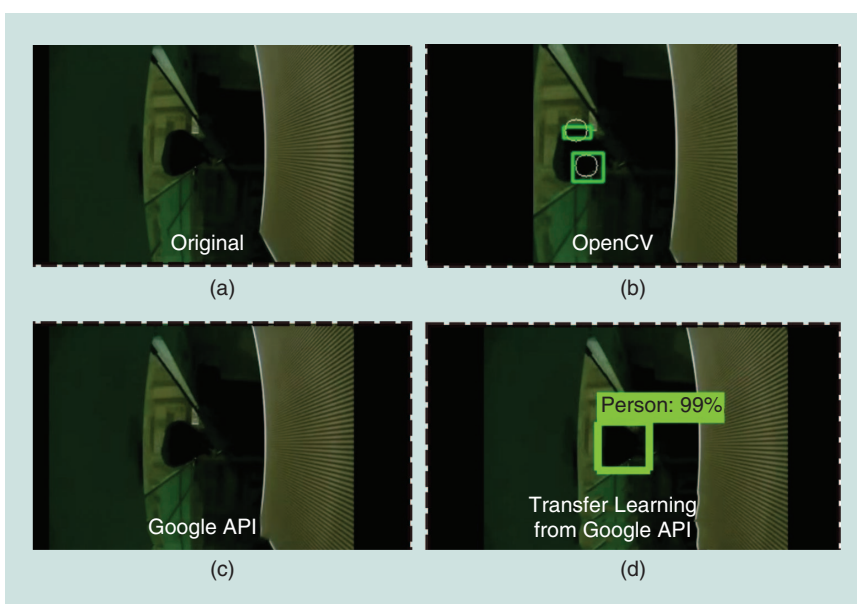 Original
(a)
OpenCV
(b)
Google API
(c)
Person: 99%
Transfer Learning
from Google API
(d)